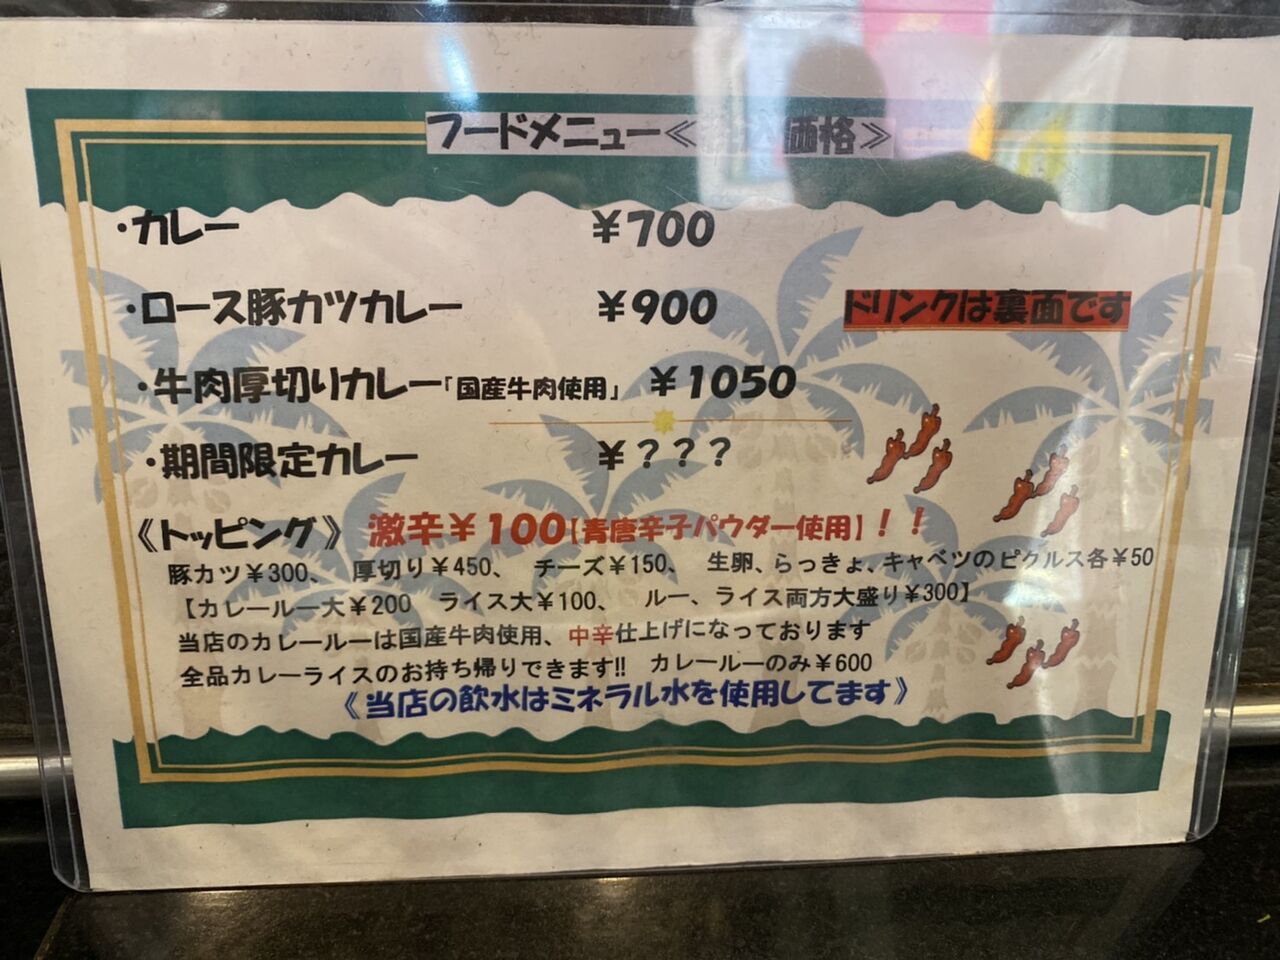 フードメニュー≪ 価格≫
・カレー ￥700
・ロース豚カツカレー ￥900
ドリンクは裏面です
・牛肉厚切りカレー「国産牛肉使用」 ￥1050
・期間限定カレー ￥？？？
《トッピング》 激辛￥100【青唐辛子パウダー使用】！！
豚カツ￥300、 厚切り￥450、 チーズ￥150、 生卵、らっきょ、キャベツのピクルス各￥50
【カレールー大￥200 ライス大￥100、 ルー、ライス両方大盛り￥300】
当店のカレールーは国産牛肉使用、中辛仕上げになっております
全品カレーライスのお持ち帰りできます!! カレールーのみ￥600
《当店の飲水はミネラル水を使用してます》